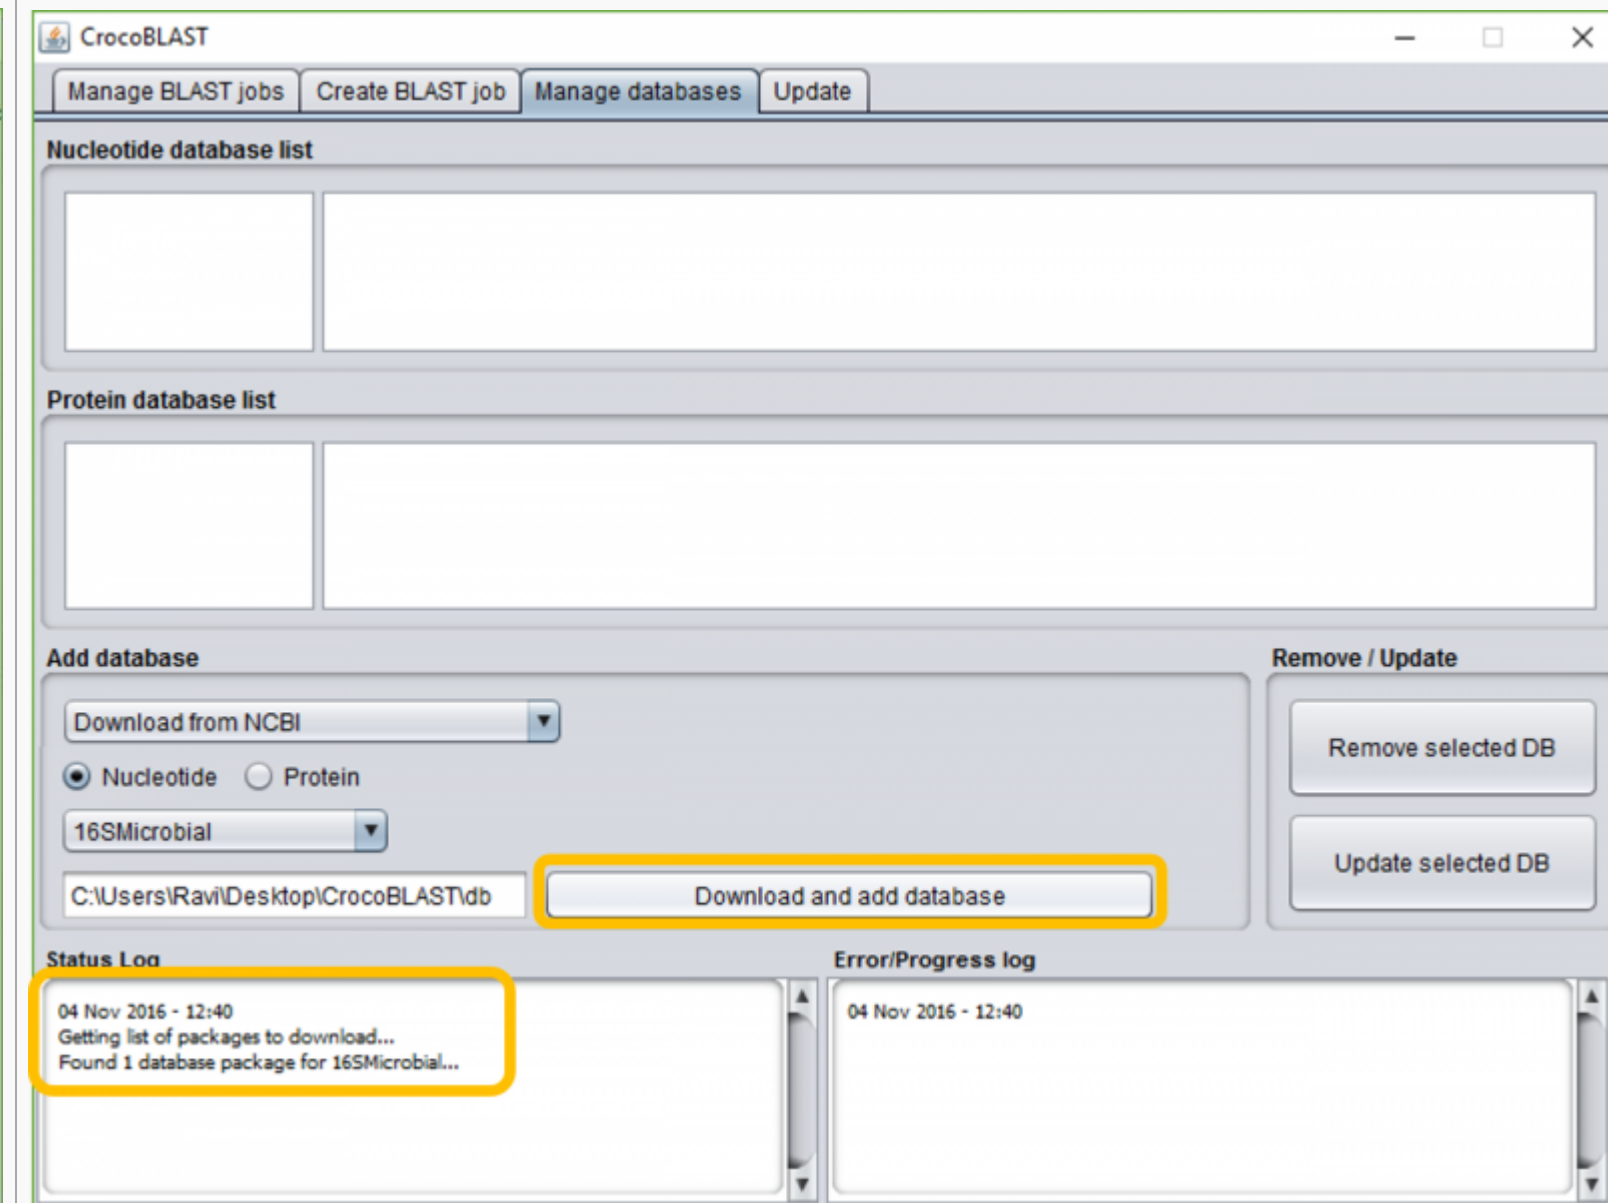 CrocoBLAST
Manage BLAST jobs Create BLAST job Manage databases Update
Nucleotide database list
Protein database list
Add database Remove / Update
Download from NCBI
Remove selected DB
Nucleotide Protein
16SMicrobial
Update selected DB
C:\Users\Ravi\Desktop\CrocoBLAST\db Download and add database
Status Log Error/Progress log
04 Nov 2016 - 12:40 04 Nov 2016 - 12:40
Getting list of packages to download...
Found 1 database package for 16SMicrobial...